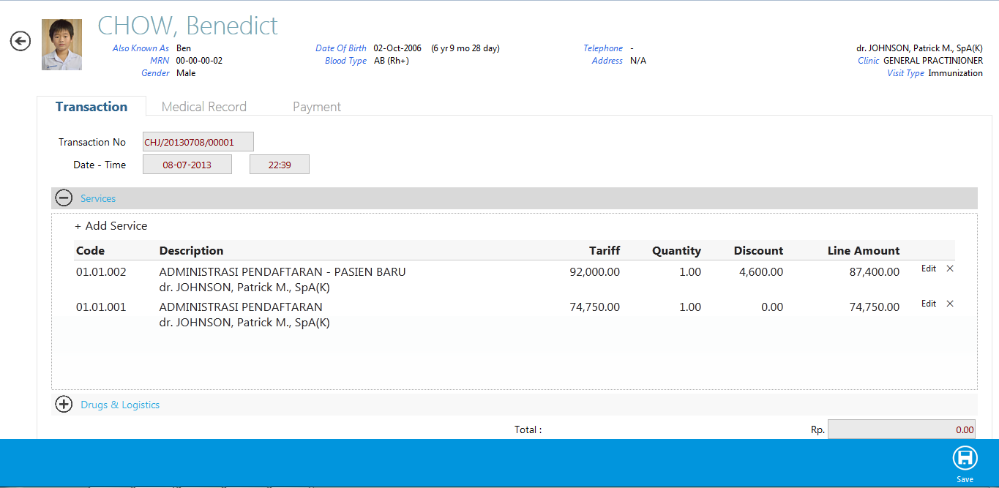 CHOW, Benedict
Also Known As Ben
MRN 00-00-00-02
Gender Male
Date Of Birth 02-Oct-2006 (6 yr 9 mo 28 day)
Blood Type AB (Rh+)
Telephone -
Address N/A
dr. JOHNSON, Patrick M., SpA(K)
Clinic GENERAL PRACTINIONER
Visit Type Immunization
Transaction Medical Record Payment
Transaction No CHJ/20130708/00001
Date - Time 08-07-2013 22:39
Services
+ Add Service
Code Description Tariff Quantity Discount Line Amount
01.01.002 ADMINISTRASI PENDAFTARAN - PASIEN BARU 92,000.00 1.00 4,600.00 87,400.00 Edit ×
dr. JOHNSON, Patrick M., SpA(K)
01.01.001 ADMINISTRASI PENDAFTARAN 74,750.00 1.00 0.00 74,750.00 Edit ×
dr. JOHNSON, Patrick M., SpA(K)
Drugs & Logistics
Total : Rp. 0.00
Save